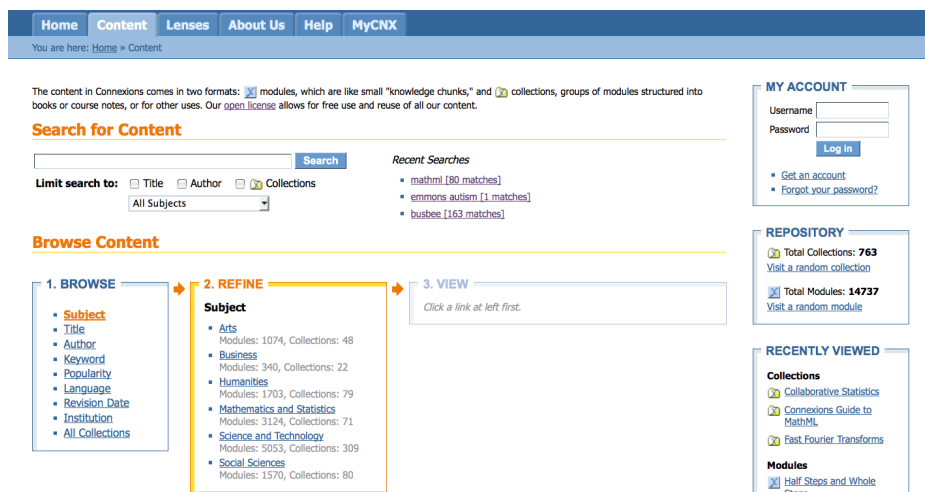 Home Content Lenses About Us Help MyCNX
You are here: Home » Content
The content in Connexions comes in two formats: modules, which are like small "knowledge chunks," and collections, groups of modules structured into
books or course notes, or for other uses. Our open license allows for free use and reuse of all our content.
Search for Content
Search
Limit search to: Title Author Collections
All Subjects
Recent Searches
mathml [80 matches]
emmons autism [1 matches]
busbee [163 matches]
Browse Content
1. BROWSE
Subject
Title
Author
Keyword
Popularity
Language
Revision Date
Institution
All Collections
2. REFINE
Subject
Arts
Modules: 1074, Collections: 48
Business
Modules: 340, Collections: 22
Humanities
Modules: 1703, Collections: 79
Mathematics and Statistics
Modules: 3124, Collections: 71
Science and Technology
Modules: 5053, Collections: 309
Social Sciences
Modules: 1570, Collections: 80
3. VIEW
Click a link at left first.
MY ACCOUNT
Username
Password
Log in
Get an account
Forgot your password?
REPOSITORY
Total Collections: 763
Visit a random collection
Total Modules: 14737
Visit a random module
RECENTLY VIEWED
Collections
Collaborative Statistics
Connexions Guide to
MathML
Fast Fourier Transforms
Modules
Half Steps and Whole